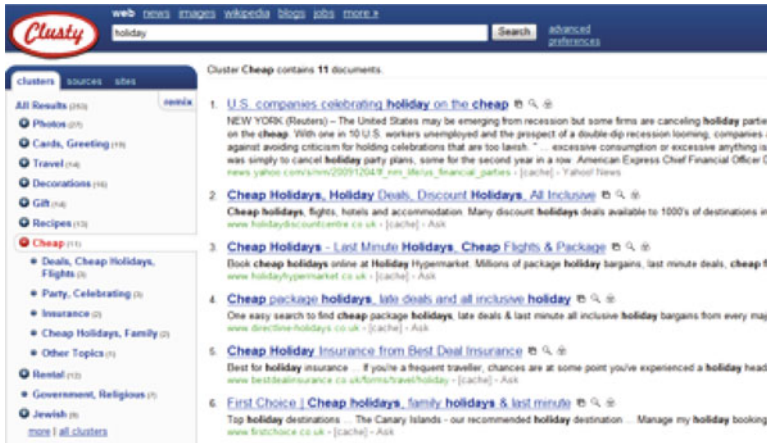 Clusty
web news images wikipedia blogs jobs more »
holiday
Search
advanced
preferences
clusters sources sites
remix
All Results (253)
Photos (27)
Cards, Greeting (19)
Travel (14)
Decorations (16)
Gift (14)
Recipes (13)
Cheap (11)
Deals, Cheap Holidays,
Flights (3)
Party, Celebrating (3)
Insurance (2)
Cheap Holidays, Family (2)
Other Topics (1)
Rental (12)
Government, Religious (7)
Jewish (9)
more | all clusters
Cluster Cheap contains 11 documents.
1. U.S. companies celebrating holiday on the cheap
NEW YORK (Reuters) – The United States may be emerging from recession but some firms are canceling holiday partie
on the cheap. With one in 10 U.S. workers unemployed and the prospect of a double-dip recession looming, companies
against avoiding criticism for holding celebrations that are too lavish. " ... excessive consumption or excessive anything is
was simply to cancel holiday party plans, some for the second year in a row. American Express Chief Financial Officer
news.yahoo.com/s/nm/20091204/lf_nm_life/us_financial_parties - [cache] - Yahoo! News
2. Cheap Holidays, Holiday Deals, Discount Holidays, All Inclusive
Cheap holidays, flights, hotels and accommodation. Many discount holidays deals available to 1000's of destinations in
www.holidaydiscountcentre.co.uk - [cache] - Ask
3. Cheap Holidays - Last Minute Holidays, Cheap Flights & Package
Book cheap holidays online at Holiday Hypermarket. Millions of package holiday bargains, last minute deals, cheap f
www.holidayhypermarket.co.uk - [cache] - Ask
4. Cheap package holidays, late deals and all inclusive holiday
One easy search to find cheap package holidays, late deals & last minute all inclusive holiday bargains from every maj
www.directline-holidays.co.uk - [cache] - Ask
5. Cheap Holiday Insurance from Best Deal Insurance
Best for holiday insurance ... If you're a frequent traveller, chances are at some point you've experienced a holiday head
www.bestdealinsurance.co.uk/forms/travel/holiday - [cache] - Ask
6. First Choice | Cheap holidays, family holidays & last minute
Top holiday destinations ... The Canary Islands - our recommended holiday destination ... Manage my holiday booking
www.firstchoice.co.uk - [cache] - Ask